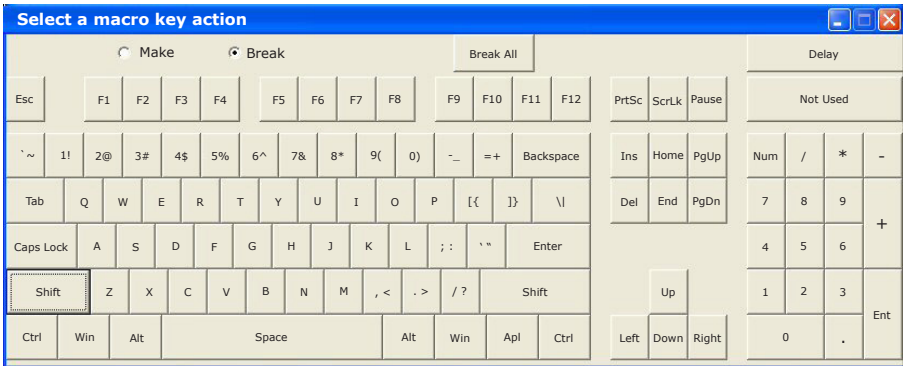 Select a macro key action
Make Break Break All Delay
Esc F1 F2 F3 F4 F5 F6 F7 F8 F9 F10 F11 F12 PrtSc ScrLk Pause Not Used
`~ 1! 2@ 3# 4$ 5% 6^ 7& 8* 9( 0) -_ =+ Backspace Ins Home PgUp Num / * -
Tab Q W E R T Y U I O P [{ ]} \| Del End PgDn 7 8 9 +
Caps Lock A S D F G H J K L ; : ‘ “ Enter 4 5 6
Shift Z X C V B N M , < . > / ? Shift Up 1 2 3 Ent
Ctrl Win Alt Space Alt Win Apl Ctrl Left Down Right 0 .